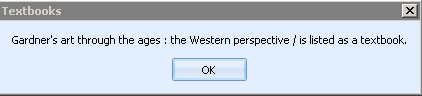 Textbooks
Gardner's art through the ages : the Western perspective / is listed as a textbook.
OK